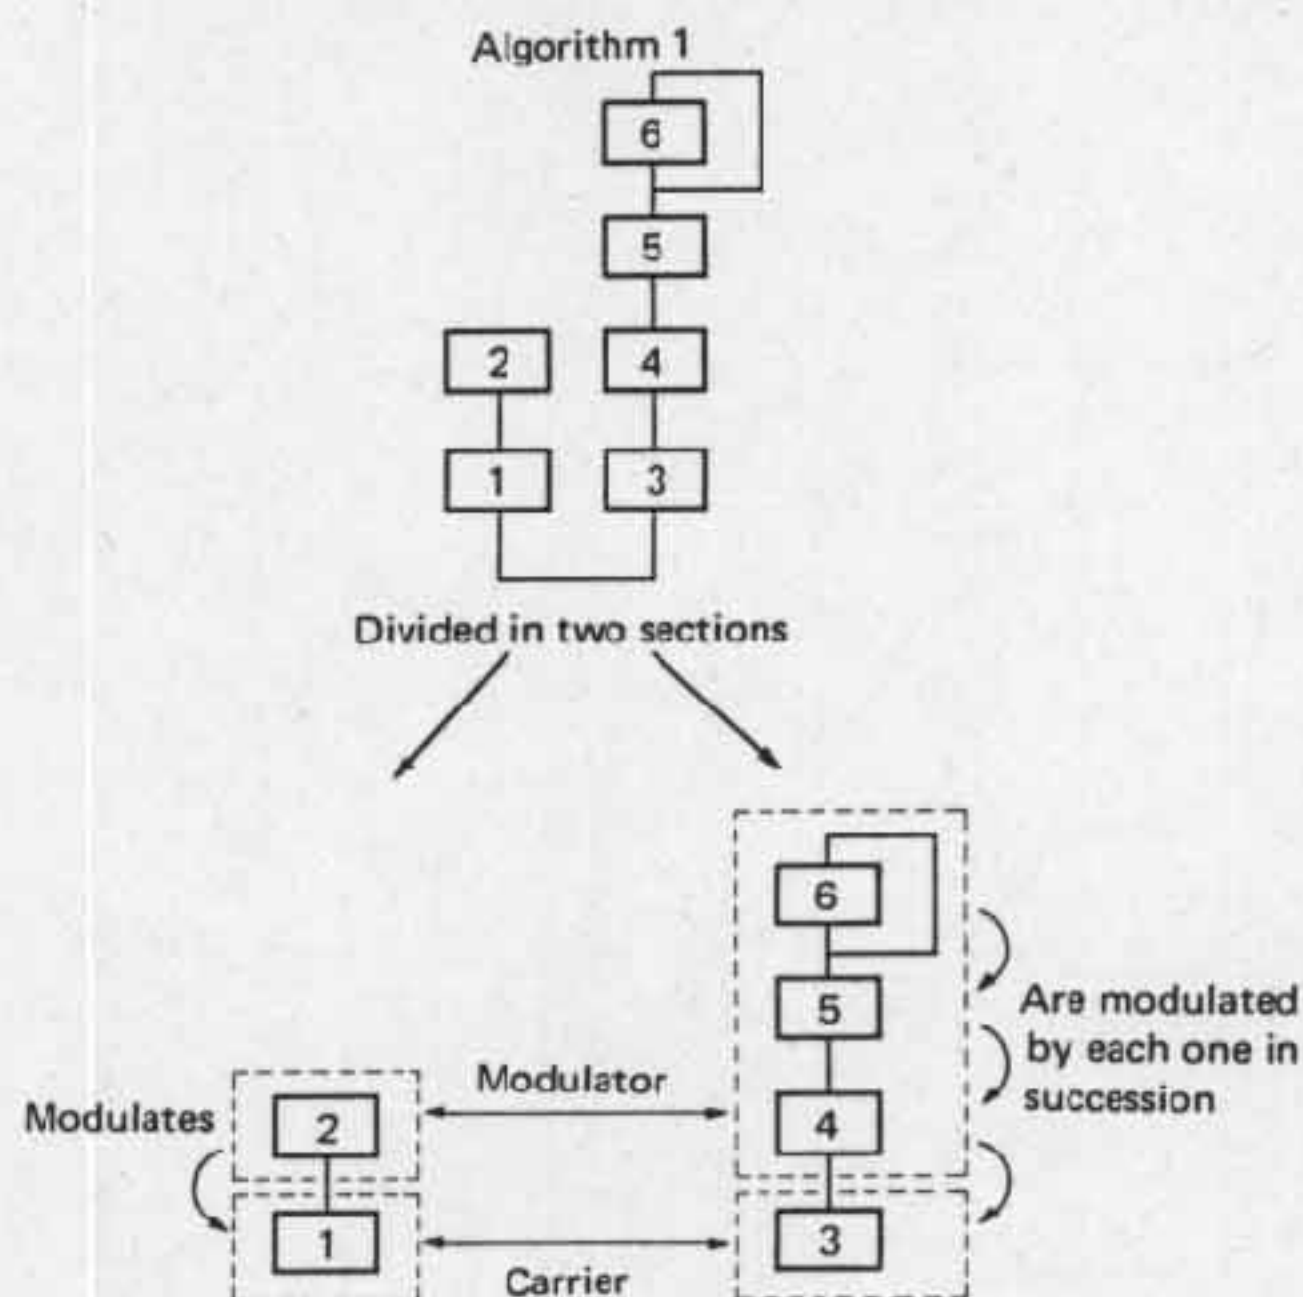 Algorithm 1
6
5
2
4
1
3
Divided in two sections
6
5
Are modulated
by each one in
succession
Modulator
Modulates
2
4
1
3
Carrier